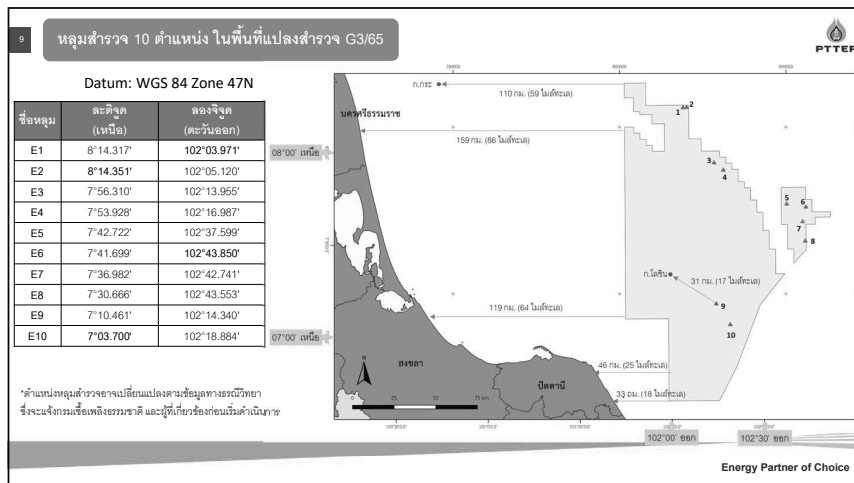 9
หลุมสำรวจ 10 ตำแหน่ง ในพื้นที่แปลงสำรวจ G3/65
PTTEP
Datum: WGS 84 Zone 47N
ชื่อหลุม ละติจูด (เหนือ) ลองจิจูด (ตะวันออก)
E1 8°14.317' 102°03.971'
E2 8°14.351' 102°05.120'
E3 7°56.310' 102°13.955'
E4 7°53.928' 102°16.987'
E5 7°42.722' 102°37.599'
E6 7°41.699' 102°43.850'
E7 7°36.982' 102°42.741'
E8 7°30.666' 102°43.553'
E9 7°10.461' 102°14.340'
E10 7°03.700' 102°18.884'
*ตำแหน่งหลุมสำรวจอาจเปลี่ยนแปลงตามข้อมูลทางธรณีวิทยา
ซึ่งจะแจ้งกรมเชื้อเพลิงธรรมชาติ และผู้ที่เกี่ยวข้องก่อนเริ่มดำเนินการ
700000 800000 900000
ก.กระ
110 กม. (59 ไมล์ทะเล)
1 2
นครศรีธรรมราช
159 กม. (86 ไมล์ทะเล)
08°00' เหนือ
3
4
5 6
7
8
ก.โลซิน
31 กม. (17 ไมล์ทะเล)
9
119 กม. (64 ไมล์ทะเล)
10
07°00' เหนือ
สงขลา
46 กม. (25 ไมล์ทะเล)
ปัตตานี
N
0 25 50 75 km
33 กม. (18 ไมล์ทะเล)
102°00' ออก
102°30' ออก
Energy Partner of Choice